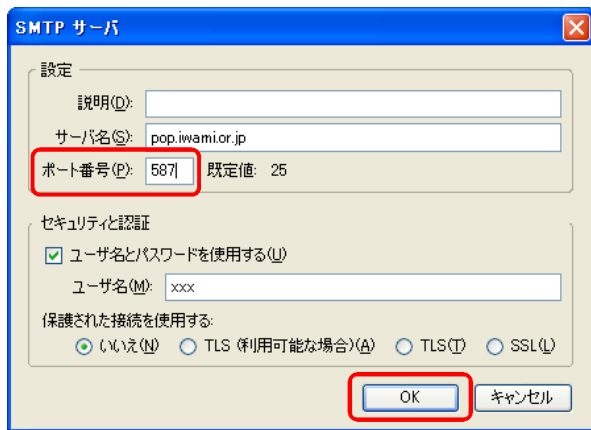 SMTP サーバ
設定
説明(D):
サーバ名(S): pop.iwami.or.jp
ポート番号(P): 587 既定値: 25
セキュリティと認証
ユーザ名とパスワードを使用する(U)
ユーザ名(M): xxx
保護された接続を使用する:
いいえ(N) TLS (利用可能な場合)(A) TLS(T) SSL(L)
OK キャンセル